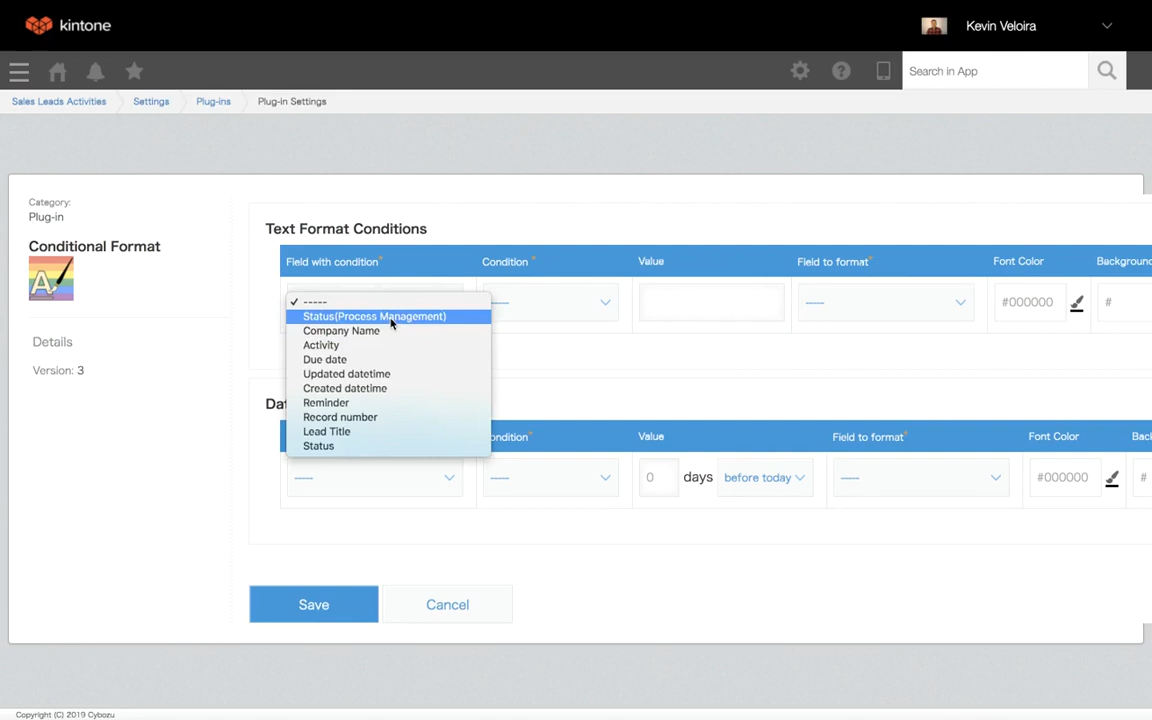 kintone
Kevin Veloira
Search in App
Sales Leads Activities
Settings
Plug-ins
Plug-in Settings
Category:
Plug-in
Conditional Format
A
Details
Version: 3
Text Format Conditions
Field with condition* Condition * Value Field to format* Font Color Background
✓ -----
Status(Process Management)
Company Name
Activity
Due date
Updated datetime
Created datetime
Reminder
Record number
Lead Title
Status
----- ----- #000000 #
Dat
ondition* Value Field to format* Font Color Back
----- ----- 0 days before today ----- #000000 #
Save
Cancel
Copyright (C) 2019 Cybozu